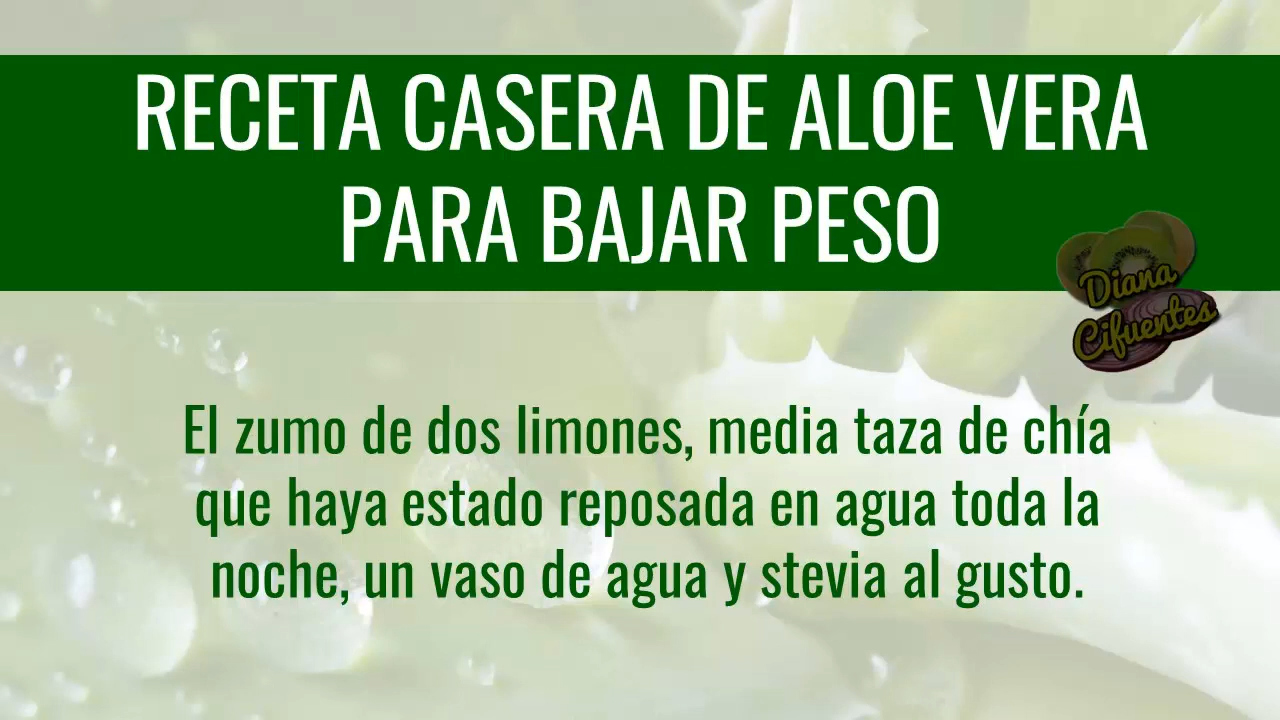 RECETA CASERA DE ALOE VERA
PARA BAJAR PESO
Diana
Cifuentes
El zumo de dos limones, media taza de chía
que haya estado reposada en agua toda la
noche, un vaso de agua y stevia al gusto.